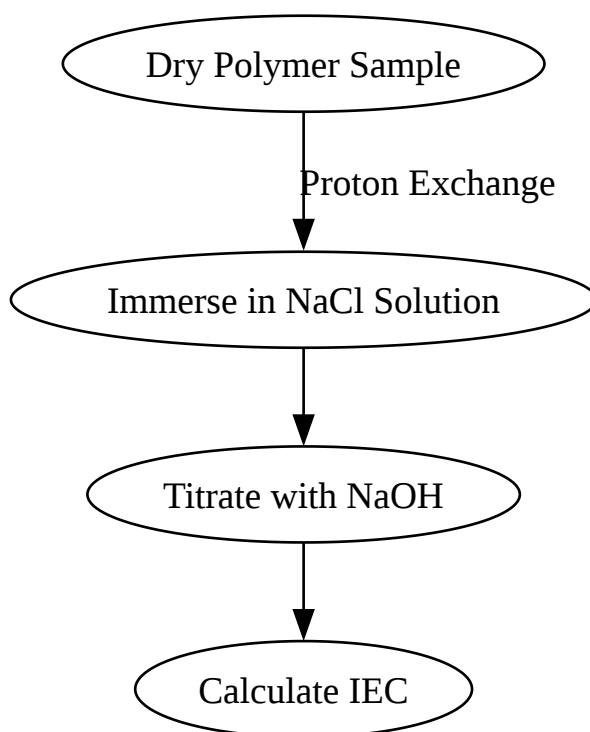 Dry Polymer Sample
Proton Exchange
Immerse in NaCl Solution
Titrate with NaOH
Calculate IEC